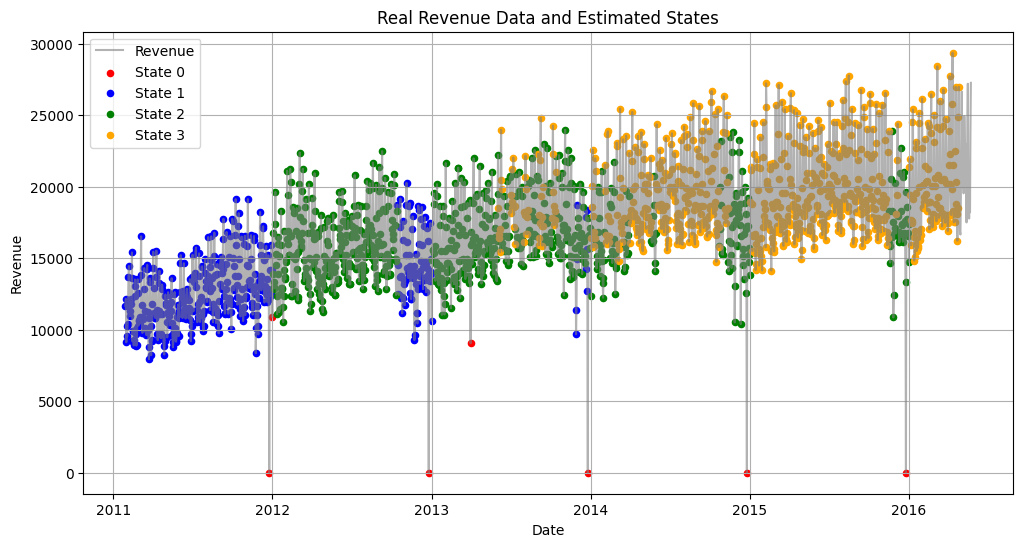 Real Revenue Data and Estimated States
Revenue
State 0
State 1
State 2
State 3
30000
25000
20000
15000
10000
5000
0
Revenue
2011
2012
2013
2014
2015
2016
Date